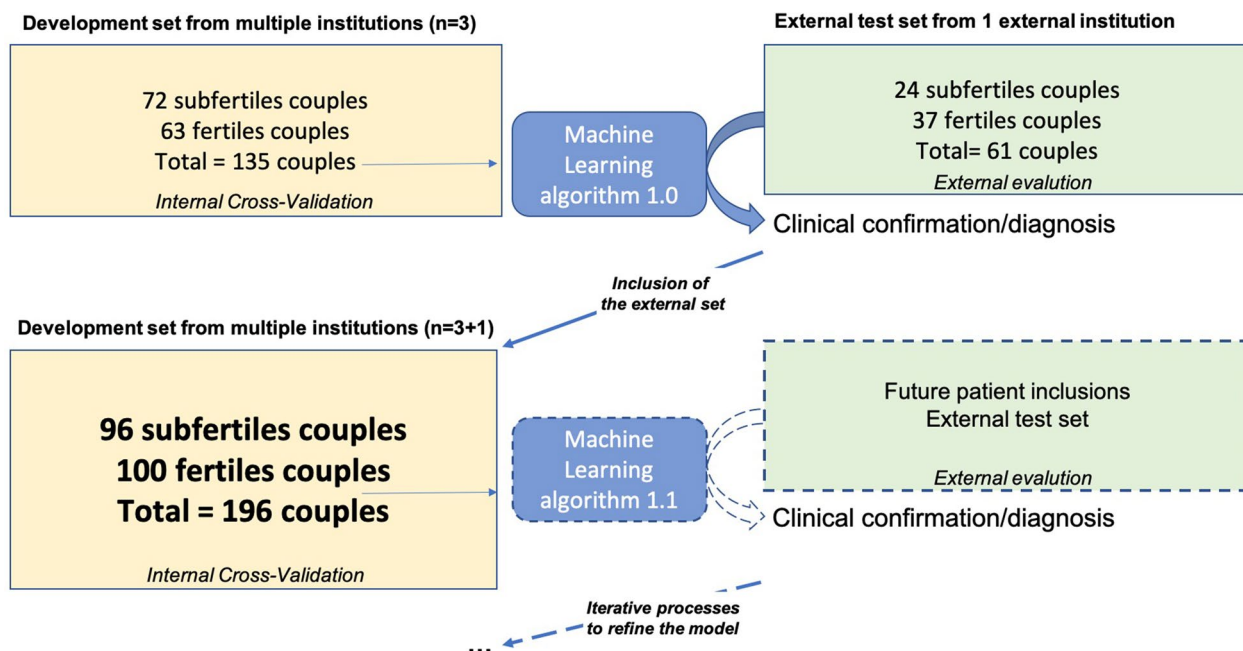 Development set from multiple institutions (n=3)
72 subfertiles couples
63 fertiles couples
Total = 135 couples
Internal Cross-Validation
Machine
Learning
algorithm 1.0
External test set from 1 external institution
24 subfertiles couples
37 fertiles couples
Total= 61 couples
External evalution
Clinical confirmation/diagnosis
Inclusion of
the external set
Development set from multiple institutions (n=3+1)
96 subfertiles couples
100 fertiles couples
Total = 196 couples
Internal Cross-Validation
Machine
Learning
algorithm 1.1
Future patient inclusions
External test set
External evalution
Clinical confirmation/diagnosis
Iterative processes
to refine the model
...